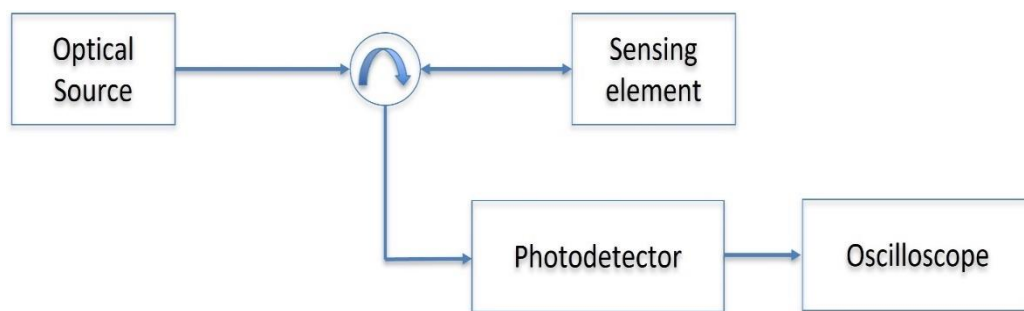 Optical
Source
Sensing
element
Photodetector
Oscilloscope